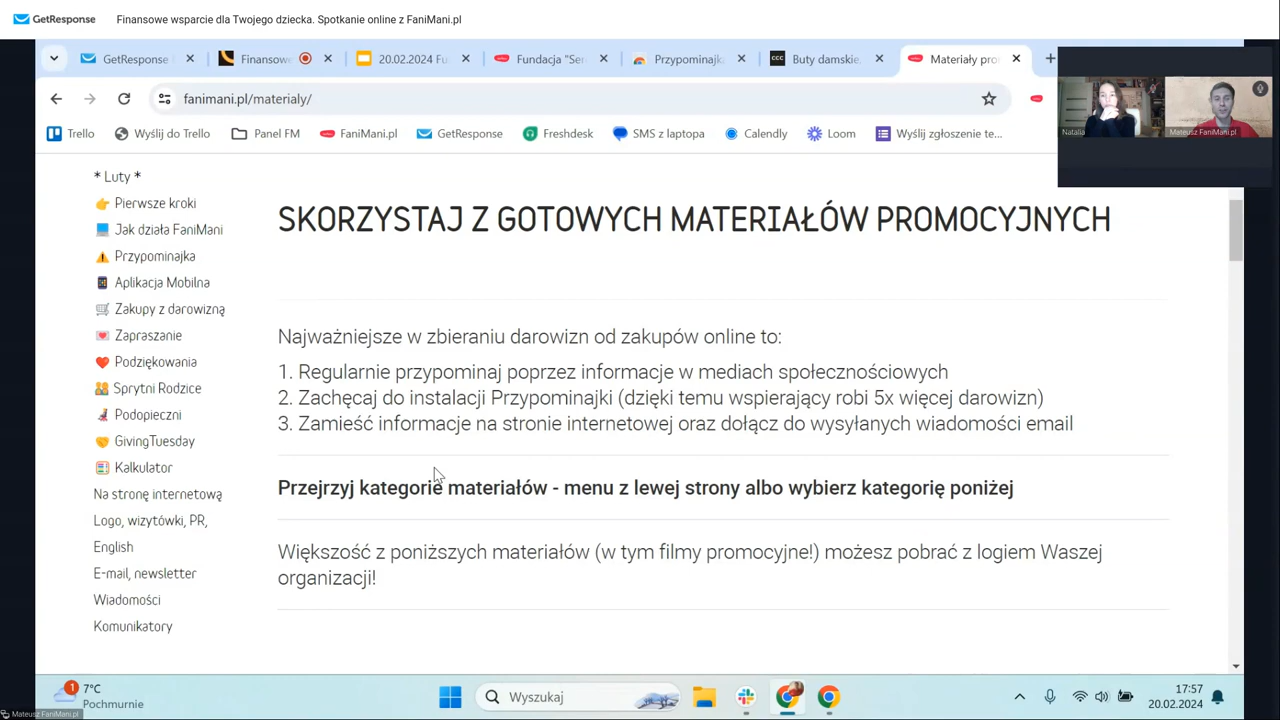 GetResponse
Finansowe wsparcie dla Twojego dziecka. Spotkanie online z FaniMani.pl
GetResponse
Finansowe
20.02.2024 Fu
Fundacja "Ser
Przypominajk
Buty damskie.
Materiały pro
fanimani.pl/materialy/
Trello
Wyślij do Trello
Panel FM
FaniMani.pl
GetResponse
Freshdesk
SMS z laptopa
Calendly
Loom
Wyślij zgłoszenie te...
Natalia
Mateusz FaniMani.pl
* Luty *
Pierwsze kroki
Jak działa FaniMani
Przypominajka
Aplikacja Mobilna
Zakupy z darowizną
Zapraszanie
Podziękowania
Sprytni Rodzice
Podopieczni
GivingTuesday
Kalkulator
Na stronę internetową
Logo, wizytówki, PR,
English
E-mail, newsletter
Wiadomości
Komunikatory
SKORZYSTAJ Z GOTOWYCH MATERIAŁÓW PROMOCYJNYCH
Najważniejsze w zbieraniu darowizn od zakupów online to:
1. Regularnie przypominaj poprzez informacje w mediach społecznościowych
2. Zachęcaj do instalacji Przypominajki (dzięki temu wspierający robi 5x więcej darowizn)
3. Zamieść informacje na stronie internetowej oraz dołącz do wysyłanych wiadomości email
Przejrzyj kategorie materiałów - menu z lewej strony albo wybierz kategorię poniżej
Większość z poniższych materiałów (w tym filmy promocyjne!) możesz pobrać z logiem Waszej
organizacji!
1
7°C
Pochmurnie
Wyszukaj
17:57
20.02.2024
Mateusz FaniMani.pl